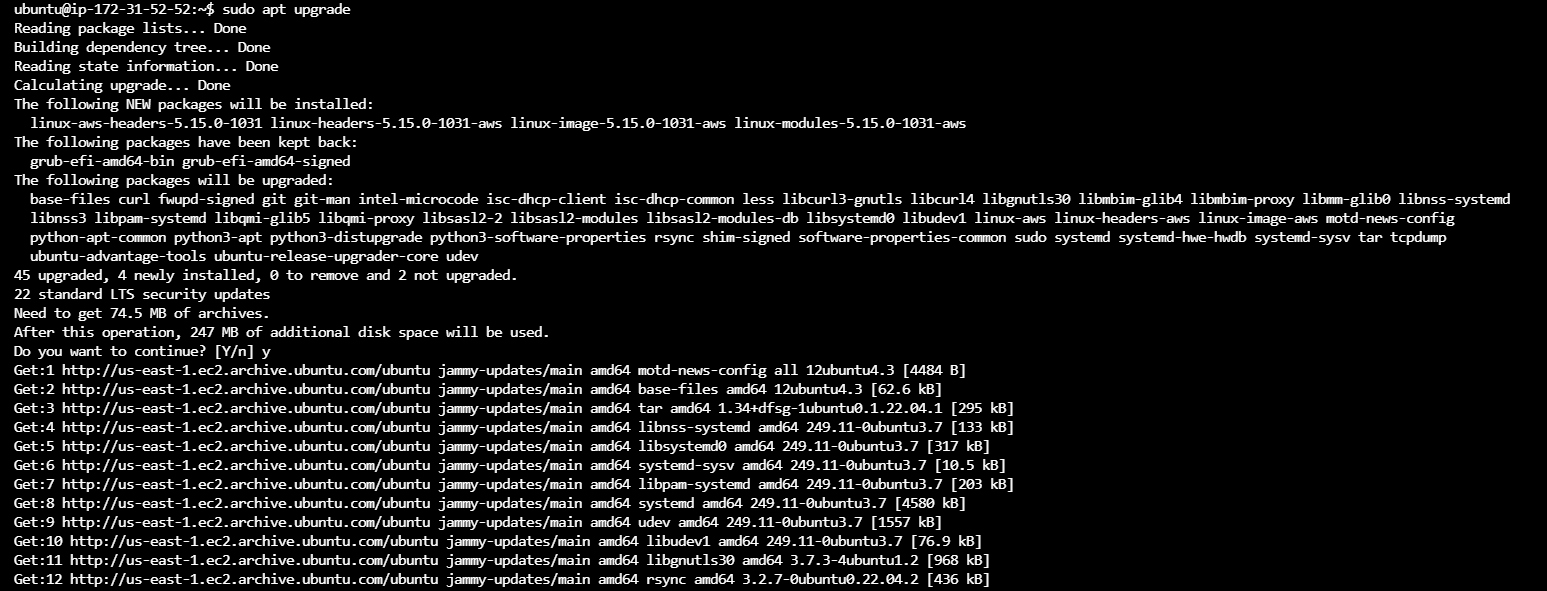 ubuntu@ip-172-31-52-52:~$ sudo apt upgrade
Reading package lists... Done
Building dependency tree... Done
Reading state information... Done
Calculating upgrade... Done
The following NEW packages will be installed:
  linux-aws-headers-5.15.0-1031 linux-headers-5.15.0-1031-aws linux-image-5.15.0-1031-aws linux-modules-5.15.0-1031-aws
The following packages have been kept back:
  grub-efi-amd64-bin grub-efi-amd64-signed
The following packages will be upgraded:
  base-files curl fwupd-signed git git-man intel-microcode isc-dhcp-client isc-dhcp-common less libcurl3-gnutls libcurl4 libgnutls30 libmbim-glib4 libmbim-proxy libmm-glib0 libnss-systemd
  libnss3 libpam-systemd libqmi-glib5 libqmi-proxy libsasl2-2 libsasl2-modules libsasl2-modules-db libsystemd0 libudev1 linux-aws linux-headers-aws linux-image-aws motd-news-config
  python-apt-common python3-apt python3-distupgrade python3-software-properties rsync shim-signed software-properties-common sudo systemd systemd-hwe-hwdb systemd-sysv tar tcpdump
  ubuntu-advantage-tools ubuntu-release-upgrader-core udev
45 upgraded, 4 newly installed, 0 to remove and 2 not upgraded.
22 standard LTS security updates
Need to get 74.5 MB of archives.
After this operation, 247 MB of additional disk space will be used.
Do you want to continue? [Y/n] y
Get:1 http://us-east-1.ec2.archive.ubuntu.com/ubuntu jammy-updates/main amd64 motd-news-config all 12ubuntu4.3 [4484 B]
Get:2 http://us-east-1.ec2.archive.ubuntu.com/ubuntu jammy-updates/main amd64 base-files amd64 12ubuntu4.3 [62.6 kB]
Get:3 http://us-east-1.ec2.archive.ubuntu.com/ubuntu jammy-updates/main amd64 tar amd64 1.34+dfsg-1ubuntu0.1.22.04.1 [295 kB]
Get:4 http://us-east-1.ec2.archive.ubuntu.com/ubuntu jammy-updates/main amd64 libnss-systemd amd64 249.11-0ubuntu3.7 [133 kB]
Get:5 http://us-east-1.ec2.archive.ubuntu.com/ubuntu jammy-updates/main amd64 libsystemd0 amd64 249.11-0ubuntu3.7 [317 kB]
Get:6 http://us-east-1.ec2.archive.ubuntu.com/ubuntu jammy-updates/main amd64 systemd-sysv amd64 249.11-0ubuntu3.7 [10.5 kB]
Get:7 http://us-east-1.ec2.archive.ubuntu.com/ubuntu jammy-updates/main amd64 libpam-systemd amd64 249.11-0ubuntu3.7 [203 kB]
Get:8 http://us-east-1.ec2.archive.ubuntu.com/ubuntu jammy-updates/main amd64 systemd amd64 249.11-0ubuntu3.7 [4580 kB]
Get:9 http://us-east-1.ec2.archive.ubuntu.com/ubuntu jammy-updates/main amd64 udev amd64 249.11-0ubuntu3.7 [1557 kB]
Get:10 http://us-east-1.ec2.archive.ubuntu.com/ubuntu jammy-updates/main amd64 libudev1 amd64 249.11-0ubuntu3.7 [76.9 kB]
Get:11 http://us-east-1.ec2.archive.ubuntu.com/ubuntu jammy-updates/main amd64 libgnutls30 amd64 3.7.3-4ubuntu1.2 [968 kB]
Get:12 http://us-east-1.ec2.archive.ubuntu.com/ubuntu jammy-updates/main amd64 rsync amd64 3.2.7-0ubuntu0.22.04.2 [436 kB]